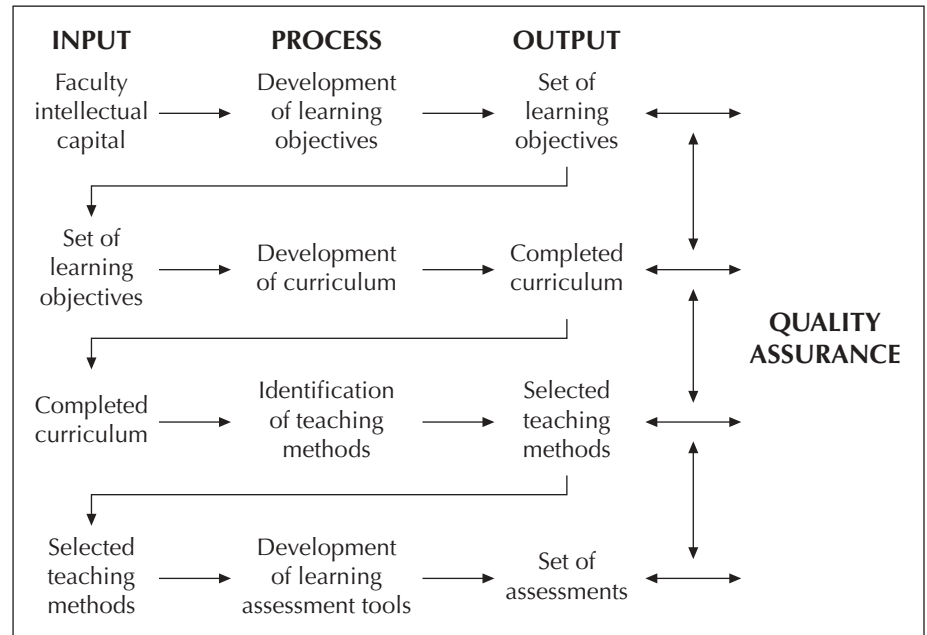 INPUT
PROCESS
OUTPUT
Faculty
intellectual
capital
Development
of learning
objectives
Set of
learning
objectives
Set of
learning
objectives
Development
of curriculum
Completed
curriculum
QUALITY
ASSURANCE
Completed
curriculum
Identification
of teaching
methods
Selected
teaching
methods
Selected
teaching
methods
Development
of learning
assessment tools
Set of
assessments